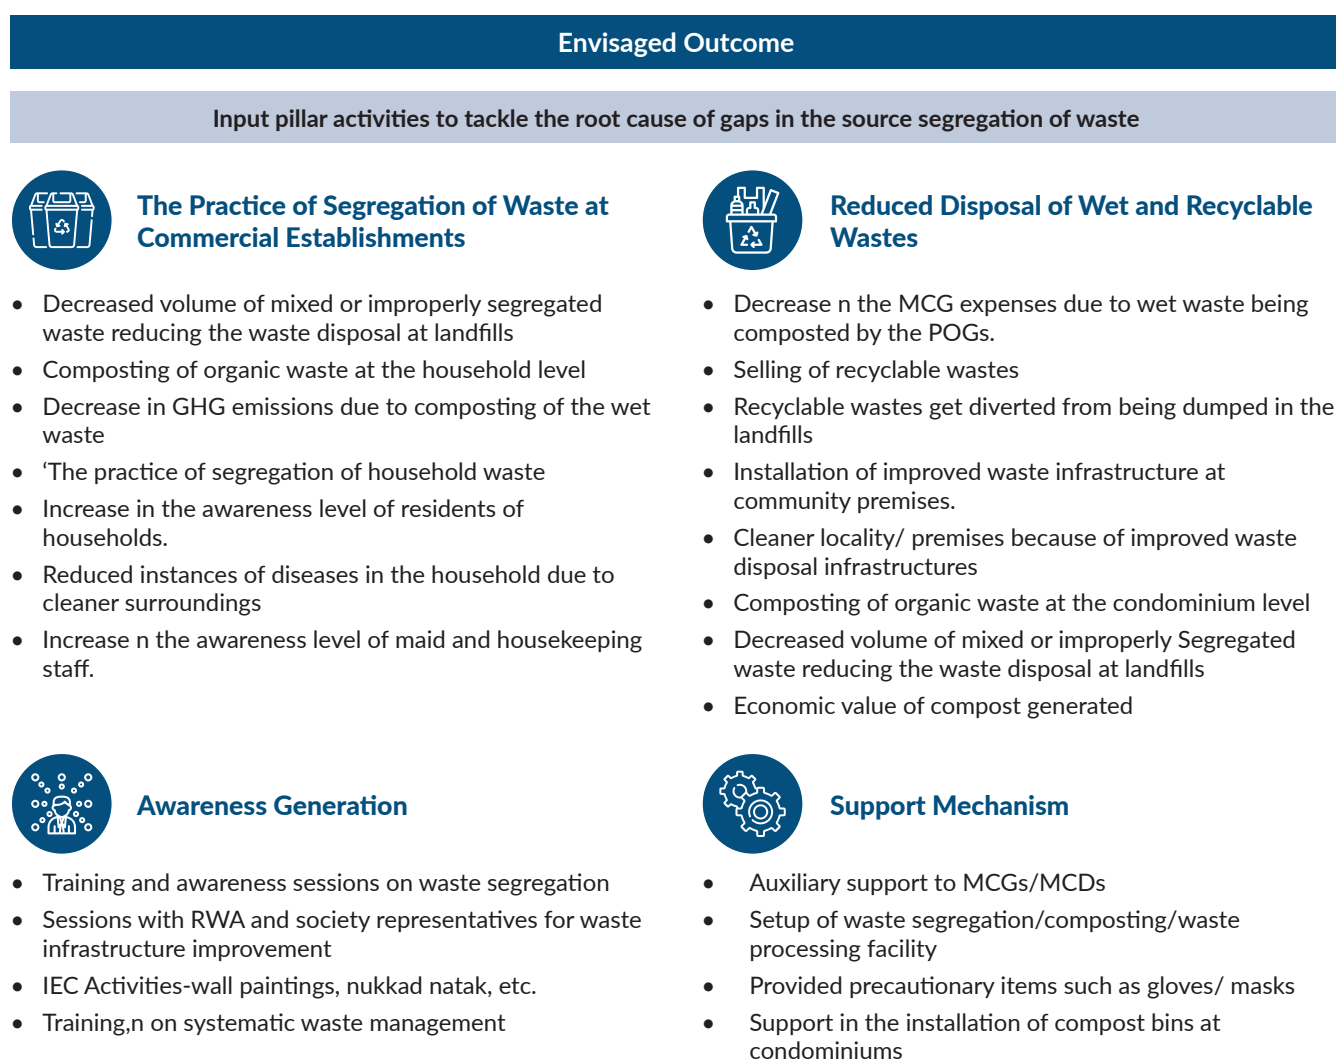 Envisaged Outcome
Input pillar activities to tackle the root cause of gaps in the source segregation of waste
The Practice of Segregation of Waste at
Commercial Establishments
• Decreased volume of mixed or improperly segregated
waste reducing the waste disposal at landfills
• Composting of organic waste at the household level
• Decrease in GHG emissions due to composting of the wet
waste
• ‘The practice of segregation of household waste
• Increase in the awareness level of residents of
households.
• Reduced instances of diseases in the household due to
cleaner surroundings
• Increase n the awareness level of maid and housekeeping
staff.
Reduced Disposal of Wet and Recyclable
Wastes
• Decrease n the MCG expenses due to wet waste being
composted by the POGs.
• Selling of recyclable wastes
• Recyclable wastes get diverted from being dumped in the
landfills
• Installation of improved waste infrastructure at
community premises.
• Cleaner locality/ premises because of improved waste
disposal infrastructures
• Composting of organic waste at the condominium level
• Decreased volume of mixed or improperly Segregated
waste reducing the waste disposal at landfills
• Economic value of compost generated
Awareness Generation
• Training and awareness sessions on waste segregation
• Sessions with RWA and society representatives for waste
infrastructure improvement
• IEC Activities-wall paintings, nukkad natak, etc.
• Training,n on systematic waste management
Support Mechanism
• Auxiliary support to MCGs/MCDs
• Setup of waste segregation/composting/waste
processing facility
• Provided precautionary items such as gloves/ masks
• Support in the installation of compost bins at
condominiums